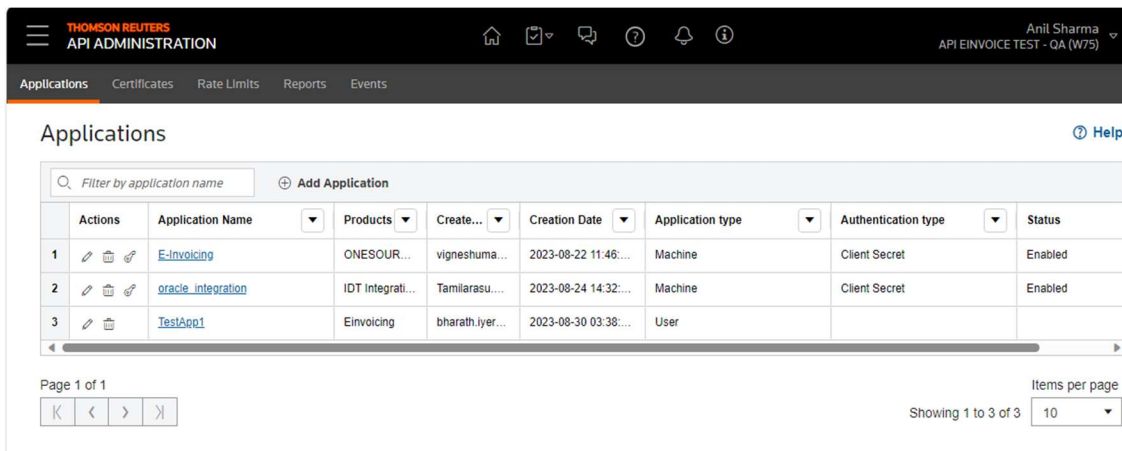 THOMSON REUTERS
API ADMINISTRATION
Anil Sharma
API EINVOICE TEST - QA (W75)
Applications Certificates Rate Limits Reports Events
Applications
Help
Filter by application name Add Application
Actions Application Name Products Create... Creation Date Application type Authentication type Status
1 E-Invoicing ONESOUR... vigneshuma... 2023-08-22 11:46:... Machine Client Secret Enabled
2 oracle_integration IDT Integrati... Tamilarasu.... 2023-08-24 14:32:... Machine Client Secret Enabled
3 TestApp1 Einvoicing bharath.iyer... 2023-08-30 03:38:... User
Page 1 of 1
Items per page
Showing 1 to 3 of 3 10